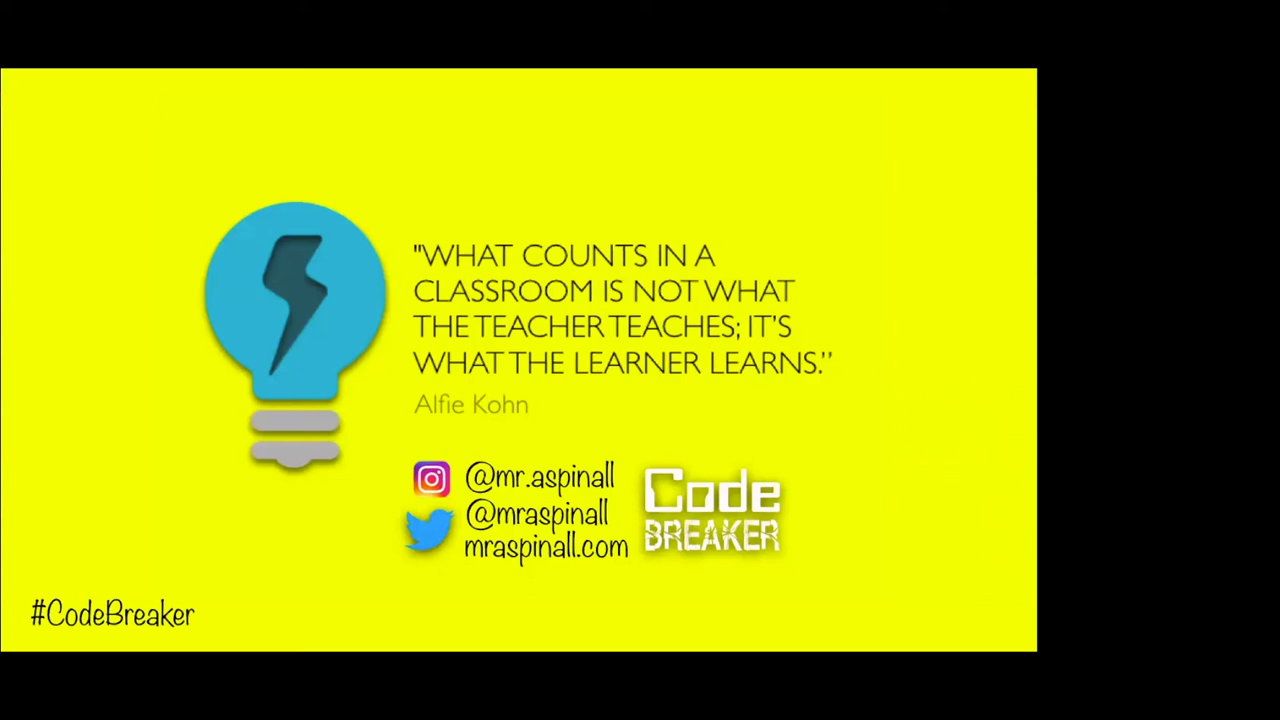 "WHAT COUNTS IN A
CLASSROOM IS NOT WHAT
THE TEACHER TEACHES; IT’S
WHAT THE LEARNER LEARNS.”
Alfie Kohn
@mr.aspinall
@mraspinall
mraspinall.com
Code
BREAKER
#CodeBreaker